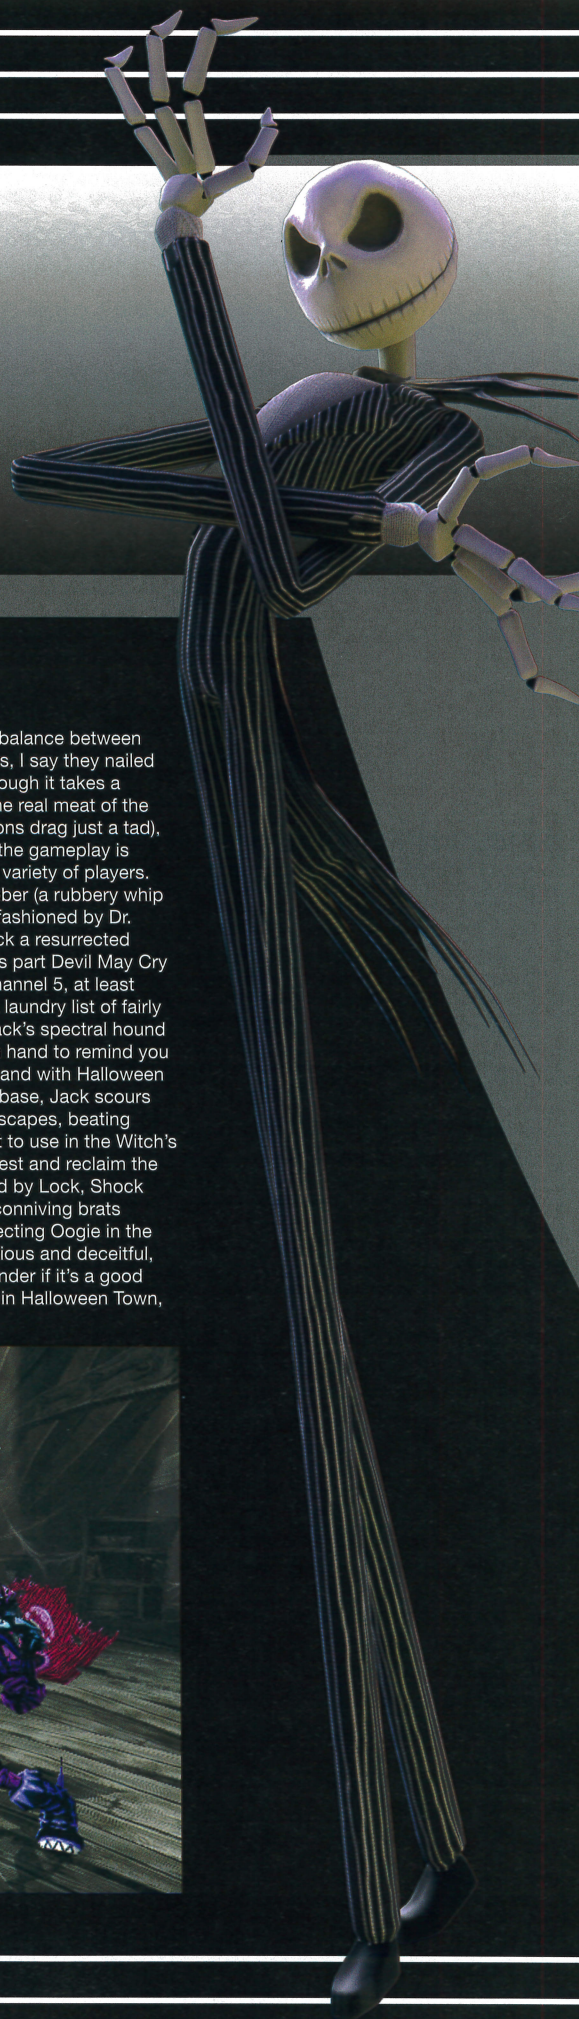 balance between
s, I say they nailed
ough it takes a
e real meat of the
ons drag just a tad),
the gameplay is
variety of players.
ber (a rubbery whip
fashioned by Dr.
ck a resurrected
s part Devil May Cry
annel 5, at least
laundry list of fairly
ack's spectral hound
hand to remind you
and with Halloween
base, Jack scours
scapes, beating
t to use in the Witch's
est and reclaim the
d by Lock, Shock
conniving brats
ecting Oogie in the
ious and deceitful,
nder if it's a good
in Halloween Town,